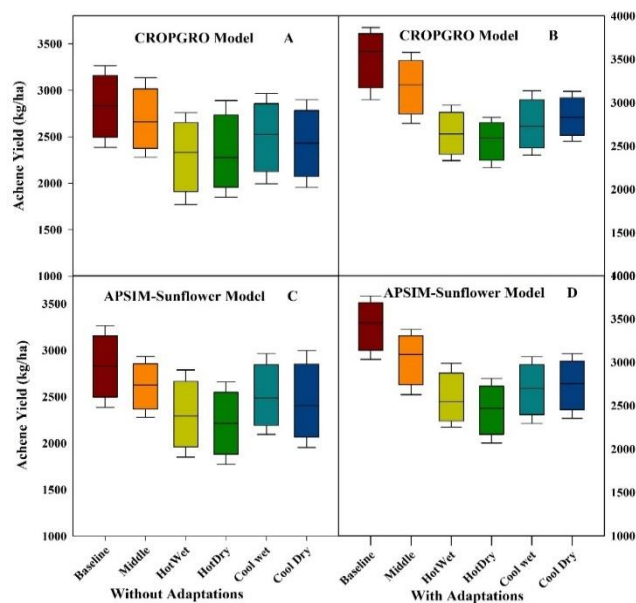 CROPGRO Model A
CROPGRO Model B
Achene Yield (kg/ha)
3500
3000
2500
2000
1500
1000
4000
3500
3000
2500
2000
1500
APSIM-Sunflower Model C
APSIM-Sunflower Model D
Achene Yield (kg/ha)
3500
3000
2500
2000
1500
1000
3500
3000
2500
2000
1500
1000
Baseline
Middle
HotWet
HotDry
Cool wet
Cool Dry
Without Adaptations
Baseline
Middle
HotWet
HotDry
Cool wet
Cool Dry
With Adaptations